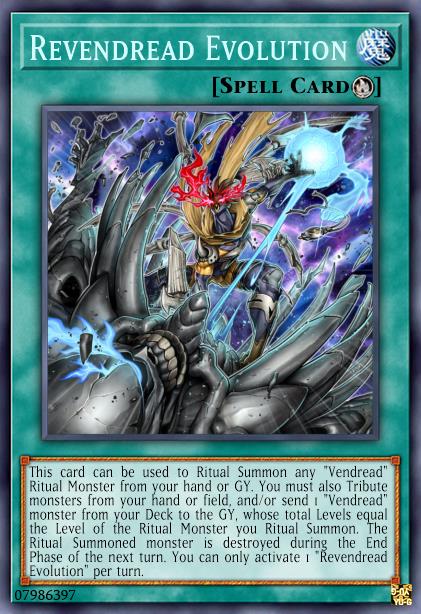 REVENDREAD EVOLUTION 魔
[SPELL CARD]
This card can be used to Ritual Summon any "Vendread"
Ritual Monster from your hand or GY. You must also Tribute
monsters from your hand or field, and/or send 1 "Vendread"
monster from your Deck to the GY, whose total Levels equal
the Level of the Ritual Monster you Ritual Summon. The
Ritual Summoned monster is destroyed during the End
Phase of the next turn. You can only activate 1 "Revendread
Evolution" per turn.
07986397